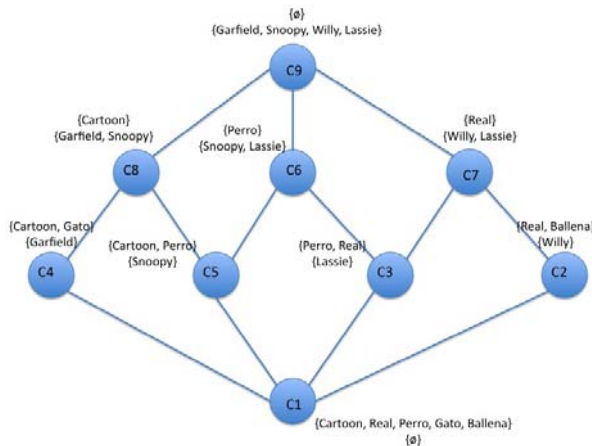 {ø}
{Garfield, Snoopy, Willy, Lassie}
C9
{Cartoon}
{Garfield, Snoopy}
C8
{Perro}
{Snoopy, Lassie}
C6
{Real}
{Willy, Lassie}
C7
{Cartoon, Gato}
{Garfield}
C4
{Cartoon, Perro}
{Snoopy}
C5
{Perro, Real}
{Lassie}
C3
{Real, Ballena}
{Willy}
C2
C1
{Cartoon, Real, Perro, Gato, Ballena}
{ø}